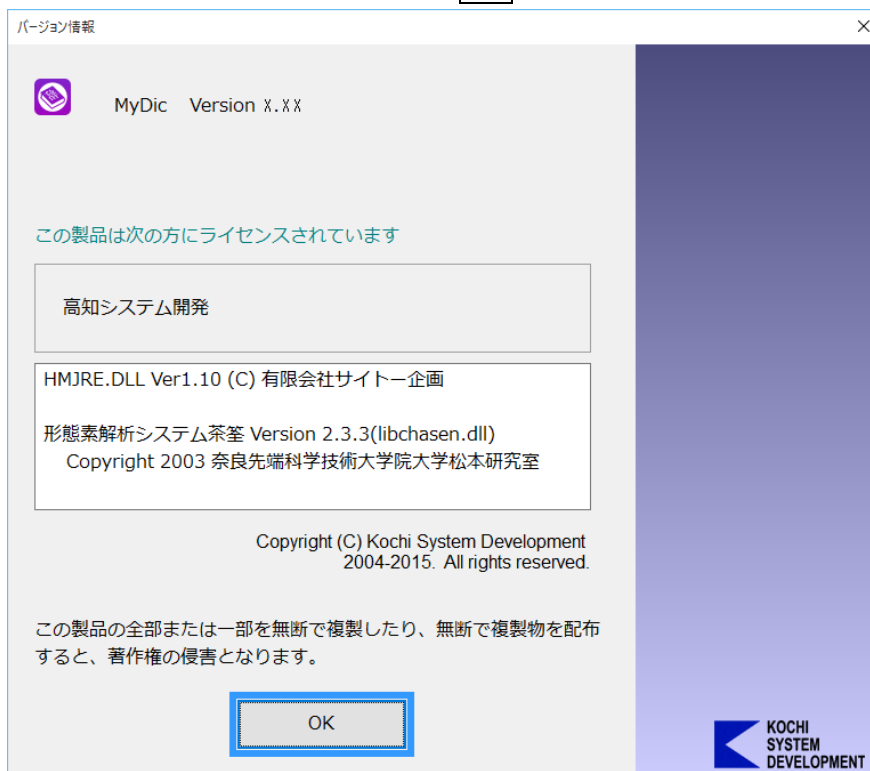 バージョン情報
MyDic Version X.XX
この製品は次の方にライセンスされています
高知システム開発
HMJRE.DLL Ver1.10 (C) 有限会社サイトー企画
形態素解析システム茶筌 Version 2.3.3(libchasen.dll)
Copyright 2003 奈良先端科学技術大学院大学松本研究室
Copyright (C) Kochi System Development
2004-2015. All rights reserved.
この製品の全部または一部を無断で複製したり、無断で複製物を配布
すると、著作権の侵害となります。
OK
KOCHI
SYSTEM
DEVELOPMENT